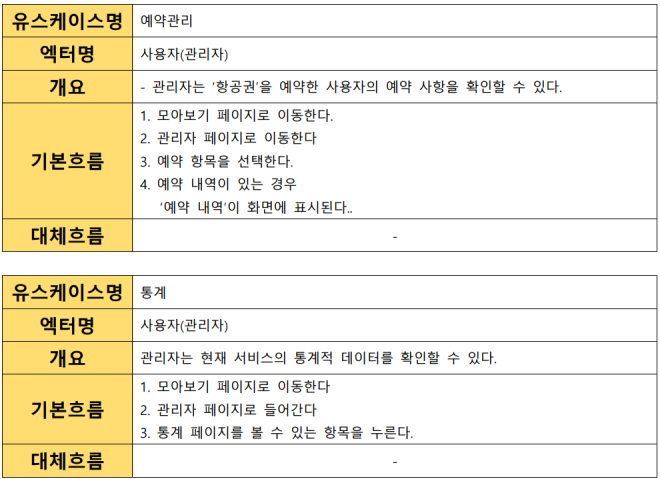 유스케이스명 예약관리
엑터명 사용자(관리자)
개요 - 관리자는 '항공권'을 예약한 사용자의 예약 사항을 확인할 수 있다.
기본흐름
1. 모아보기 페이지로 이동한다.
2. 관리자 페이지로 이동한다
3. 예약 항목을 선택한다.
4. 예약 내역이 있는 경우
'예약 내역'이 화면에 표시된다..
대체흐름 -
유스케이스명 통계
엑터명 사용자(관리자)
개요 관리자는 현재 서비스의 통계적 데이터를 확인할 수 있다.
기본흐름
1. 모아보기 페이지로 이동한다
2. 관리자 페이지로 들어간다
3. 통계 페이지를 볼 수 있는 항목을 누른다.
대체흐름 -